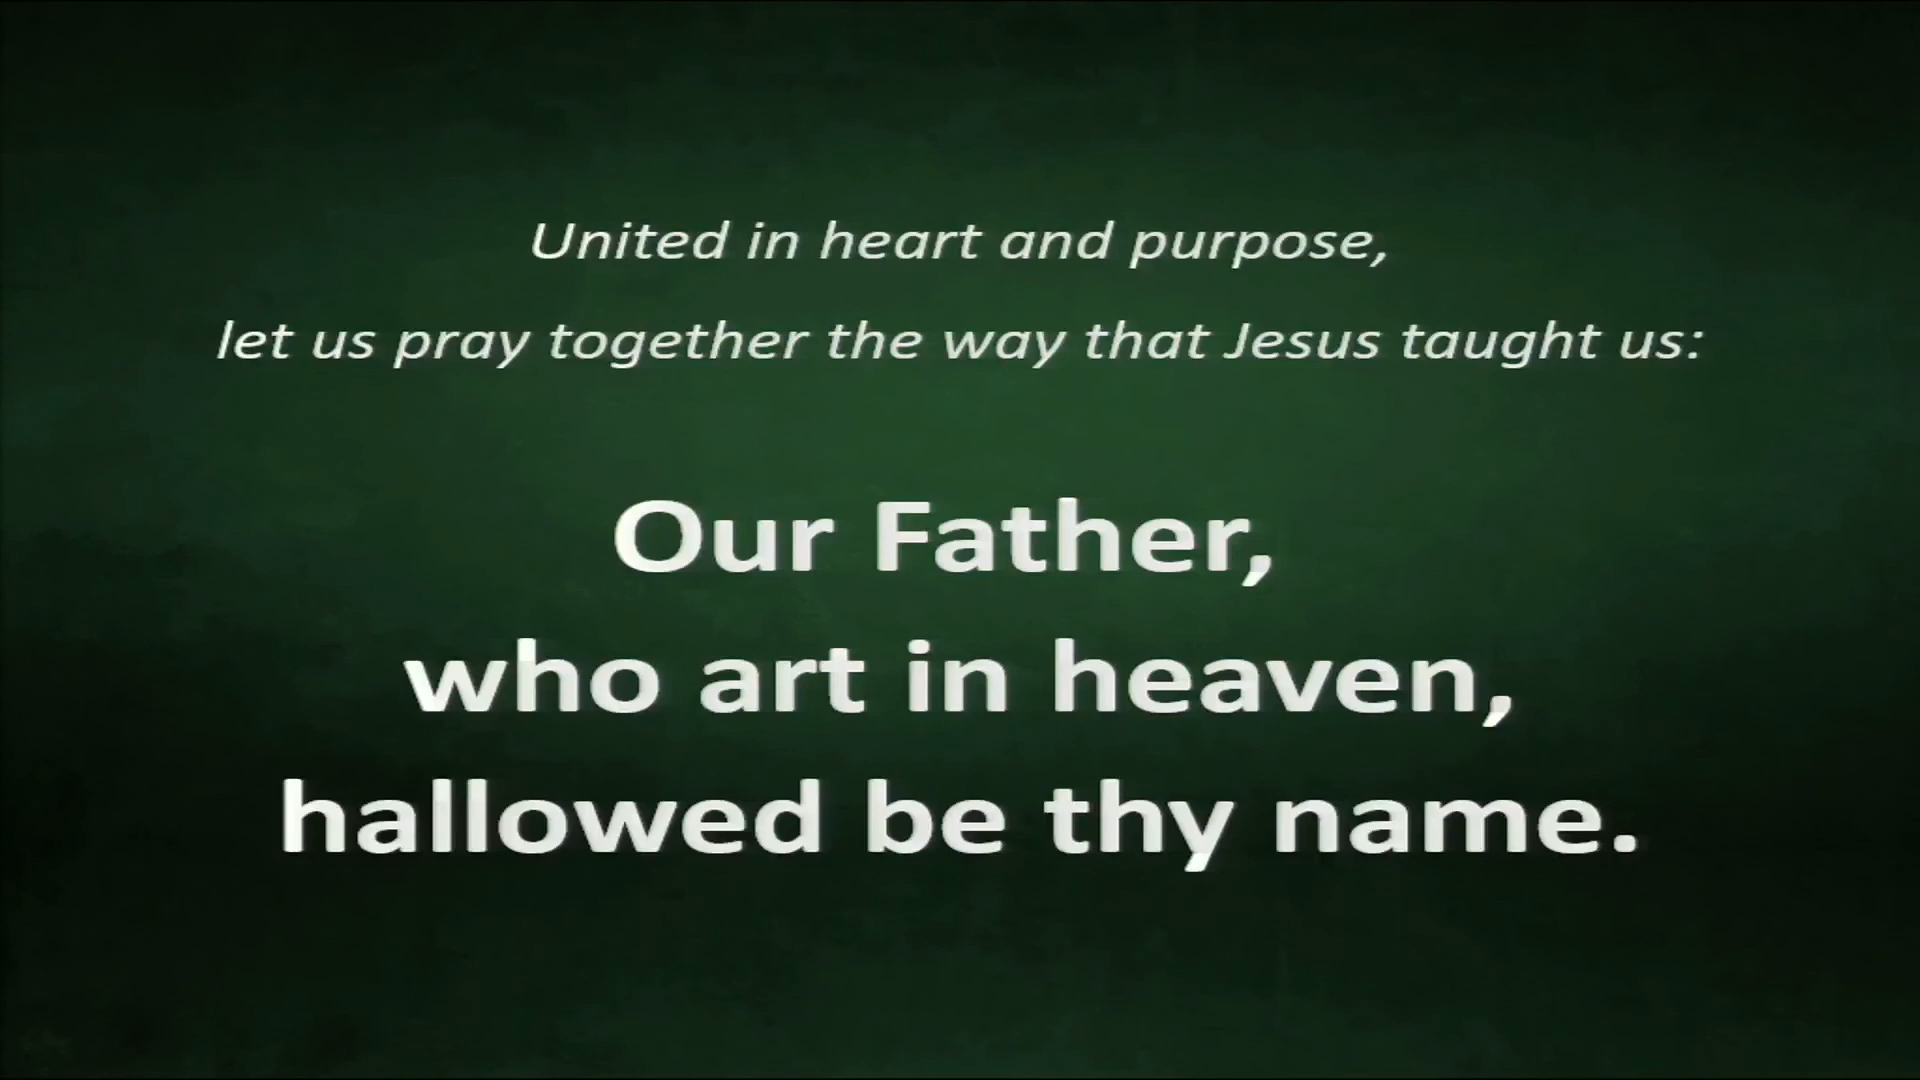 United in heart and purpose,
let us pray together the way that Jesus taught us:
Our Father,
who art in heaven,
hallowed be thy name.